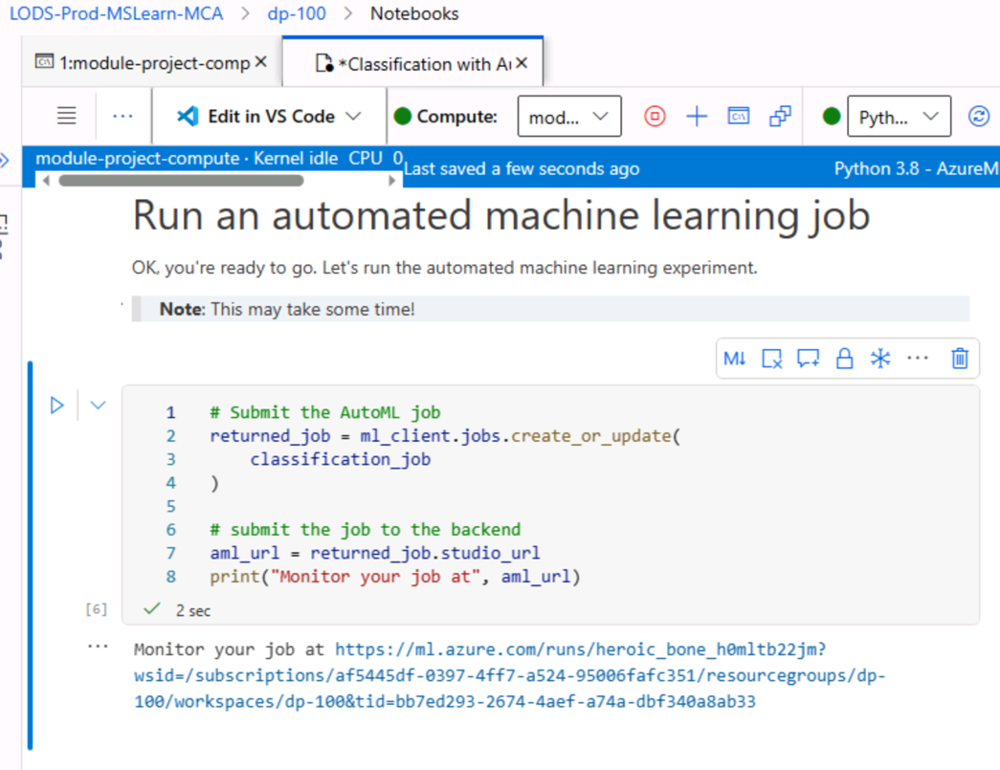 LODS-Prod-MSLearn-MCA > dp-100 > Notebooks
1:module-project-comp × *Classification with Au ×
... Edit in VS Code Compute: mod... Pyth...
module-project-compute · Kernel idle CPU 0 Last saved a few seconds ago Python 3.8 - AzureM
Run an automated machine learning job
OK, you're ready to go. Let's run the automated machine learning experiment.
Note: This may take some time!
M↓ ...
1 # Submit the AutoML job
2 returned_job = ml_client.jobs.create_or_update(
3 classification_job
4 )
5
6 # submit the job to the backend
7 aml_url = returned_job.studio_url
8 print("Monitor your job at", aml_url)
[6] ✓ 2 sec
... Monitor your job at https://ml.azure.com/runs/heroic_bone_h0mltb22jm?
wsid=/subscriptions/af5445df-0397-4ff7-a524-95006fafc351/resourcegroups/dp-
100/workspaces/dp-100&tid=bb7ed293-2674-4aef-a74a-dbf340a8ab33